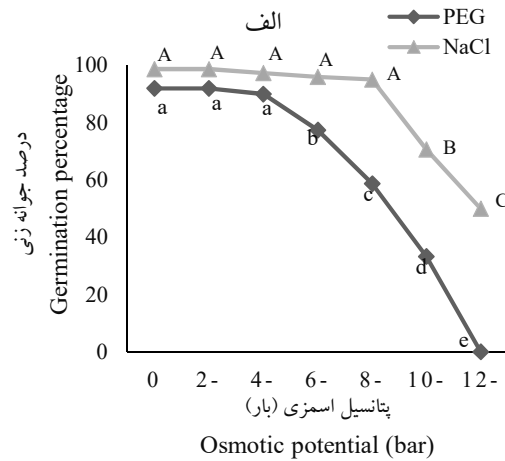 الف
PEG
NaCl
درصد جوانه زنی
Germination percentage
100
80
60
40
20
0
A A A A A B C
a a a b c d e
0 2- 4- 6- 8- 10- 12-
پتانسیل اسمزی (بار)
Osmotic potential (bar)